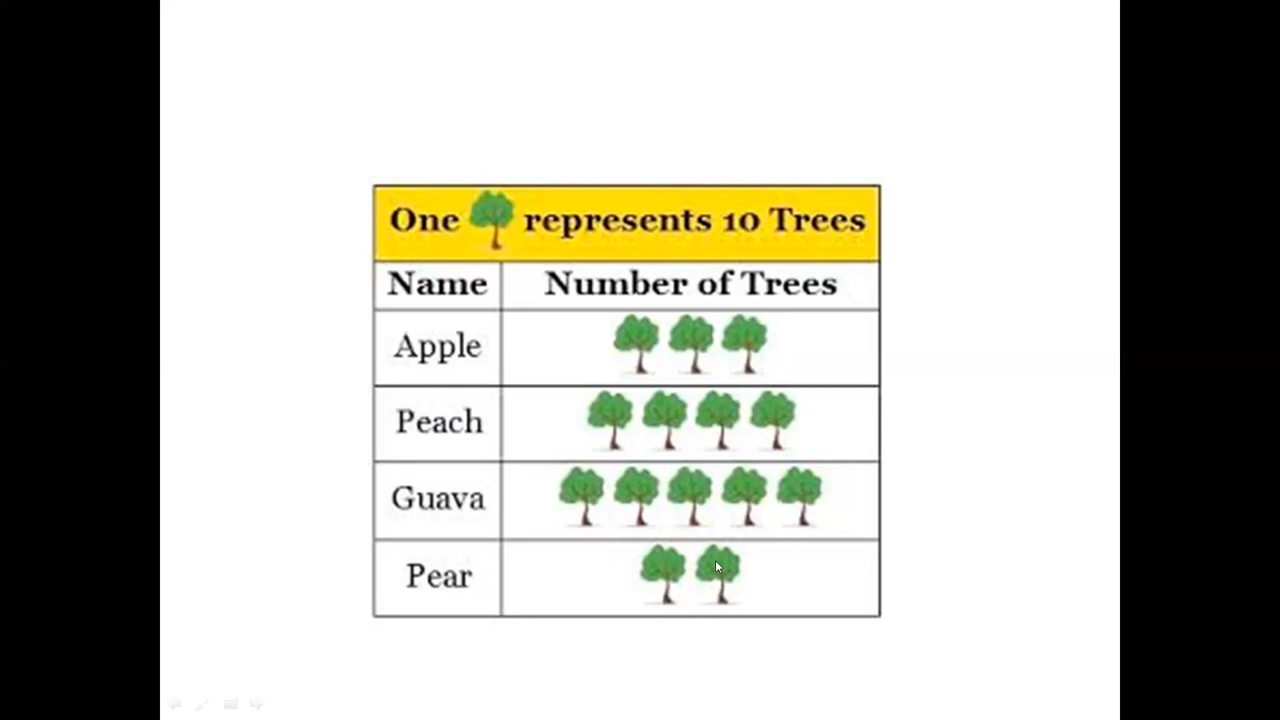 One represents 10 Trees
Name Number of Trees
Apple
Peach
Guava
Pear